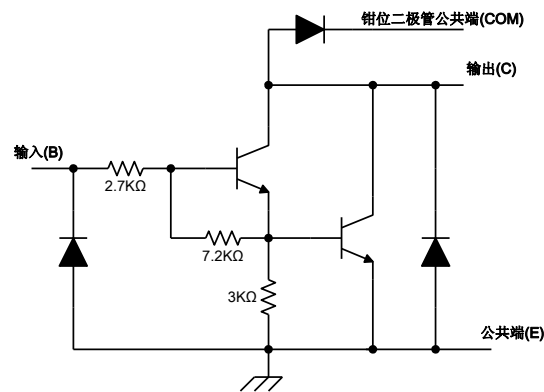 钳位二极管公共端(COM)
输出(C)
输入(B)
2.7KΩ
7.2KΩ
3KΩ
公共端(E)